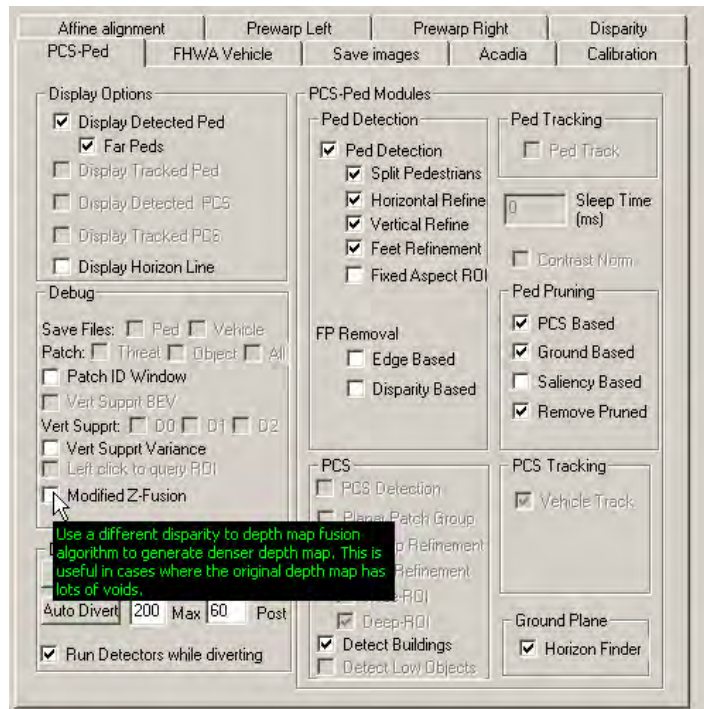 Affine alignment Prewarp Left Prewarp Right Disparity
PCS-Ped FHWA Vehicle Save images Acadia Calibration
Display Options
Display Detected Ped
Far Peds
Display Tracked Ped
Display Detected PCS
Display Tracked PCS
Display Horizon Line
Debug
Save Files: Ped Vehicle
Patch: Threat Object All
Patch ID Window
Vert Supprt BEV
Vert Supprt: D0 D1 D2
Vert Supprt Variance
Left click to query ROI
Modified Z-Fusion
Use a different disparity to depth map fusion
algorithm to generate denser depth map. This is
useful in cases where the original depth map has
lots of voids.
Auto Divert 200 Max 60 Post
Run Detectors while diverting
PCS-Ped Modules
Ped Detection
Ped Detection
Split Pedestrians
Horizontal Refine
Vertical Refine
Feet Refinement
Fixed Aspect ROI
FP Removal
Edge Based
Disparity Based
PCS
PCS Detection
Planar Patch Group
Refinement
Refinement
Deep-ROI
Detect Buildings
Detect Low Objects
Ped Tracking
Ped Track
0 Sleep Time
(ms)
Contrast Norm
Ped Pruning
PCS Based
Ground Based
Saliency Based
Remove Pruned
PCS Tracking
Vehicle Track
Ground Plane
Horizon Finder